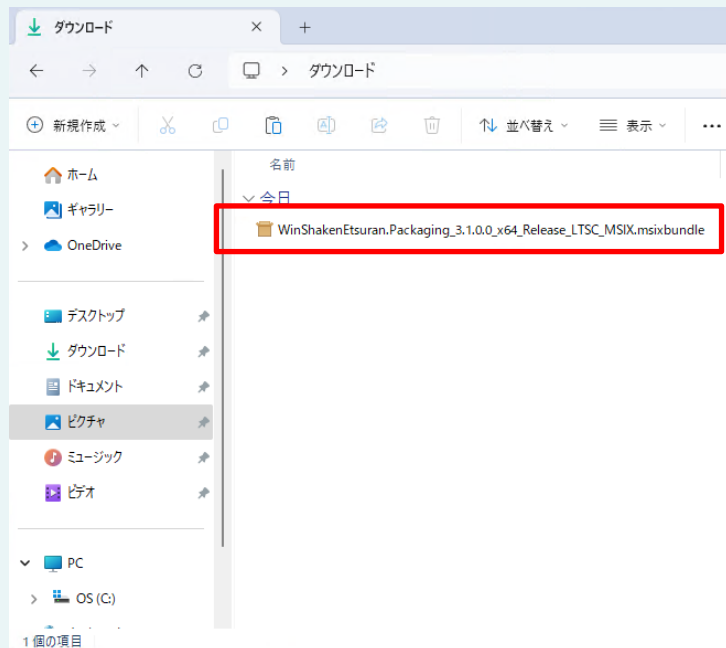 ダウンロード
ダウンロード
新規作成
並べ替え
表示
名前
ホーム
今日
ギャラリー
WinShakenEtsuran.Packaging_3.1.0.0_x64_Release_LTSC_MSIX.msixbundle
OneDrive
デスクトップ
ダウンロード
ドキュメント
ピクチャ
ミュージック
ビデオ
PC
OS (C:)
1 個の項目